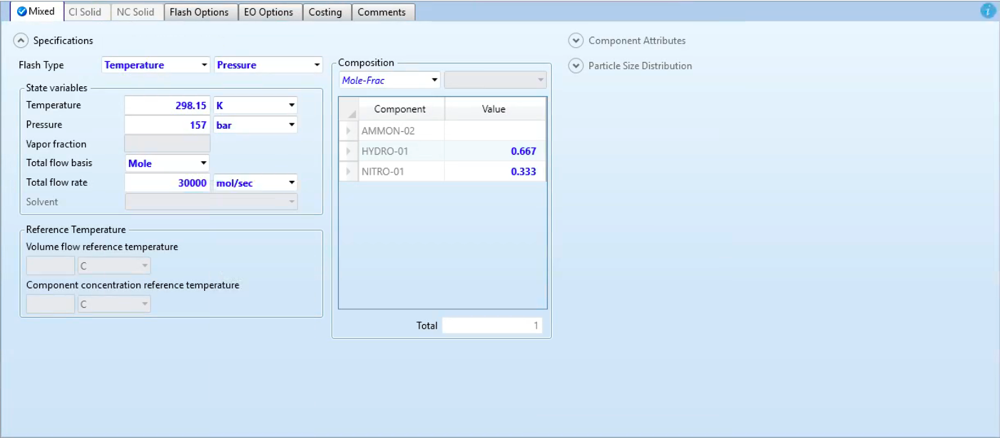 Mixed CI Solid NC Solid Flash Options EO Options Costing Comments
Specifications
Flash Type Temperature Pressure
State variables
Temperature 298.15 K
Pressure 157 bar
Vapor fraction
Total flow basis Mole
Total flow rate 30000 mol/sec
Solvent
Reference Temperature
Volume flow reference temperature
C
Component concentration reference temperature
C
Composition
Mole-Frac
Component Value
AMMON-02
HYDRO-01 0.667
NITRO-01 0.333
Total 1
Component Attributes
Particle Size Distribution
i